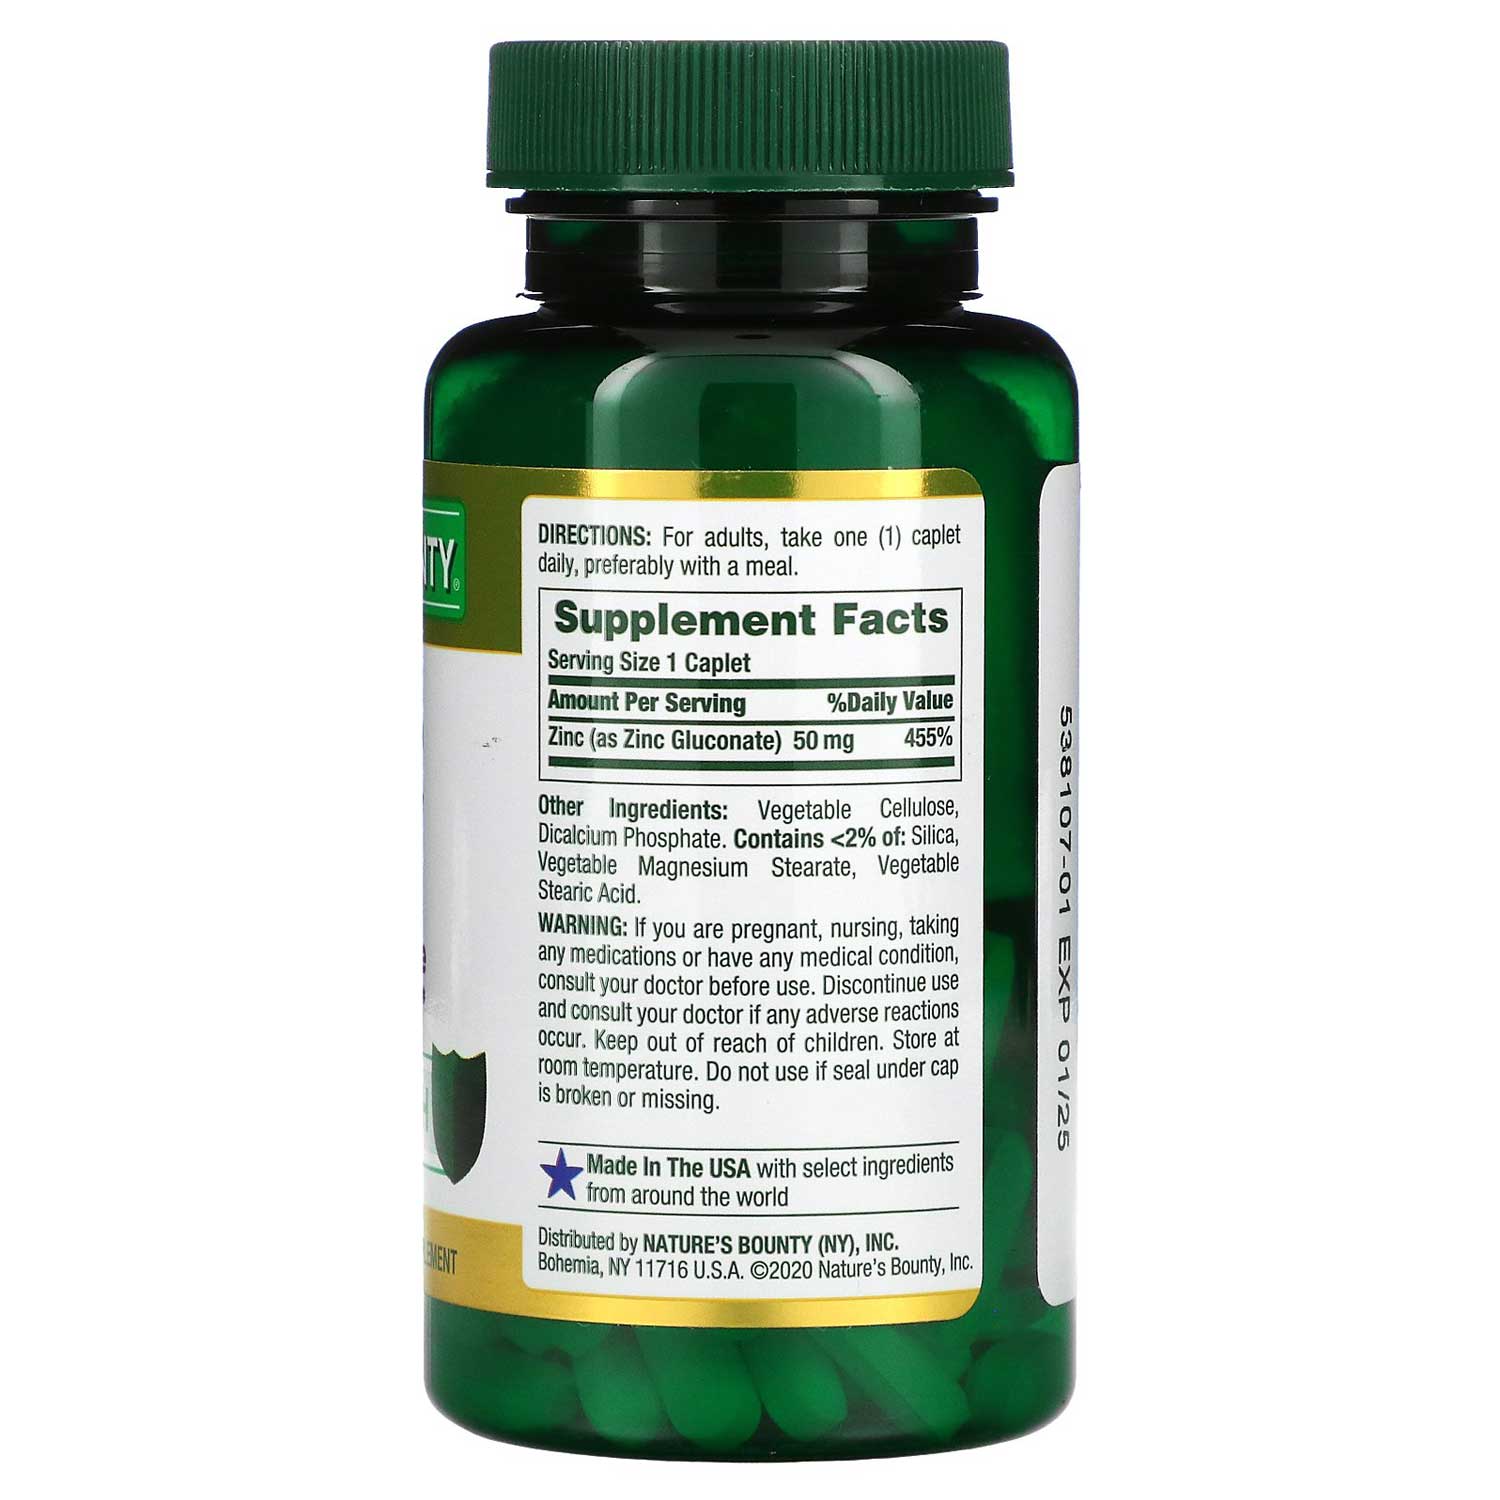 NTY®
DIRECTIONS: For adults, take one (1) caplet
daily, preferably with a meal.
Supplement Facts
Serving Size 1 Caplet
Amount Per Serving %Daily Value
Zinc (as Zinc Gluconate) 50 mg 455%
Other Ingredients: Vegetable Cellulose,
Dicalcium Phosphate. Contains <2% of: Silica,
Vegetable Magnesium Stearate, Vegetable
Stearic Acid.
WARNING: If you are pregnant, nursing, taking
any medications or have any medical condition,
consult your doctor before use. Discontinue use
and consult your doctor if any adverse reactions
occur. Keep out of reach of children. Store at
room temperature. Do not use if seal under cap
is broken or missing.
Made In The USA with select ingredients
from around the world
Distributed by NATURE'S BOUNTY (NY), INC.
Bohemia, NY 11716 U.S.A. ©2020 Nature's Bounty, Inc.
LEMENT
538107-01 EXP 01/25